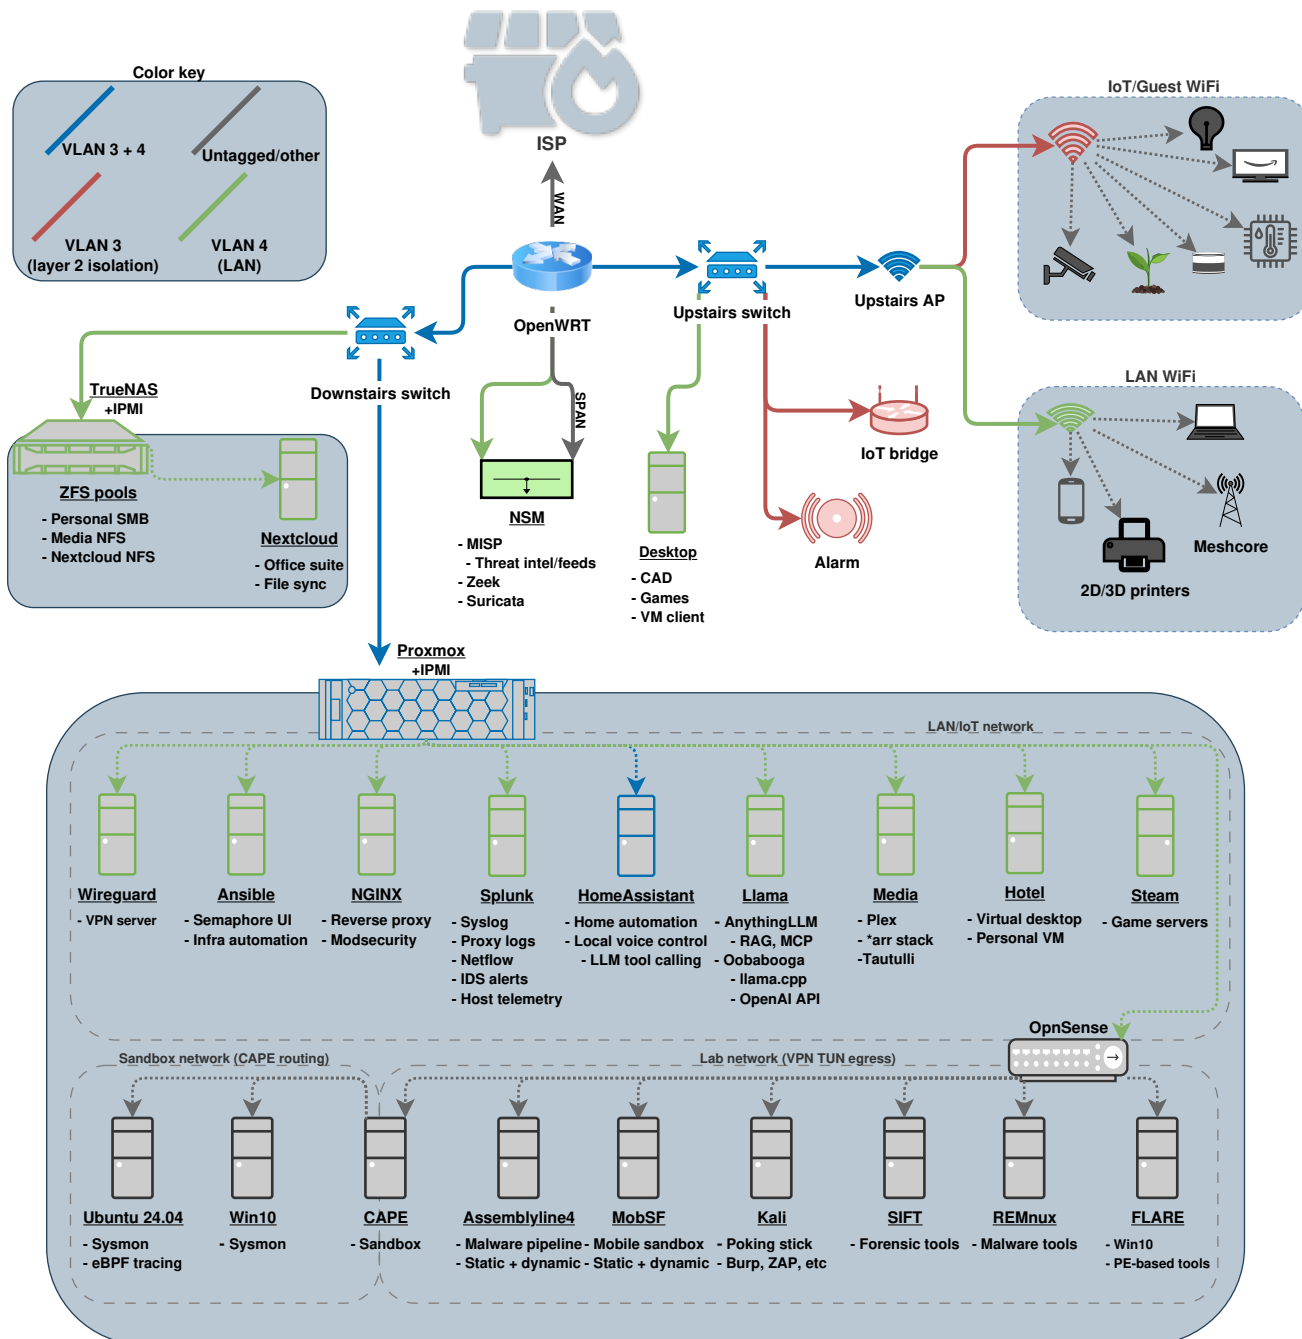 Color key
VLAN 3 + 4
Untagged/other
VLAN 3
(layer 2 isolation)
VLAN 4
(LAN)
ISP
WAN
OpenWRT
SPAN
Upstairs switch
Upstairs AP
IoT/Guest WiFi
LAN WiFi
Meshcore
2D/3D printers
IoT bridge
Alarm
Downstairs switch
TrueNAS
+IPMI
ZFS pools
- Personal SMB
- Media NFS
- Nextcloud NFS
Nextcloud
- Office suite
- File sync
NSM
- MISP
- Threat intel/feeds
- Zeek
- Suricata
Desktop
- CAD
- Games
- VM client
Proxmox
+IPMI
LAN/IoT network
Wireguard
- VPN server
Ansible
- Semaphore UI
- Infra automation
NGINX
- Reverse proxy
- Modsecurity
Splunk
- Syslog
- Proxy logs
- Netflow
- IDS alerts
- Host telemetry
HomeAssistant
- Home automation
- Local voice control
- LLM tool calling
Llama
- AnythingLLM
- RAG, MCP
- Oobabooga
- llama.cpp
- OpenAI API
Media
- Plex
- *arr stack
-Tautulli
Hotel
- Virtual desktop
- Personal VM
Steam
- Game servers
OpnSense
Sandbox network (CAPE routing)
Lab network (VPN TUN egress)
Ubuntu 24.04
- Sysmon
- eBPF tracing
Win10
- Sysmon
CAPE
- Sandbox
Assemblyline4
- Malware pipeline
- Static + dynamic
MobSF
- Mobile sandbox
- Static + dynamic
Kali
- Poking stick
- Burp, ZAP, etc
SIFT
- Forensic tools
REMnux
- Malware tools
FLARE
- Win10
- PE-based tools